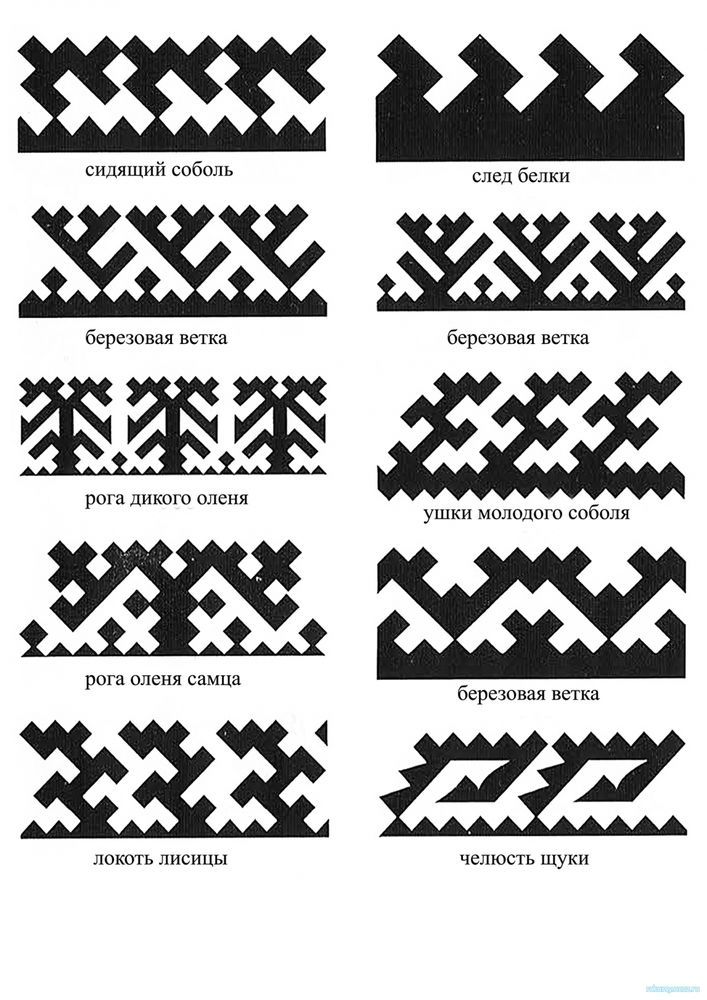 сидящий соболь
след белки
березовая ветка
березовая ветка
рога дикого оленя
ушки молодого соболя
рога оленя самца
березовая ветка
локоть лисицы
челюсть щуки